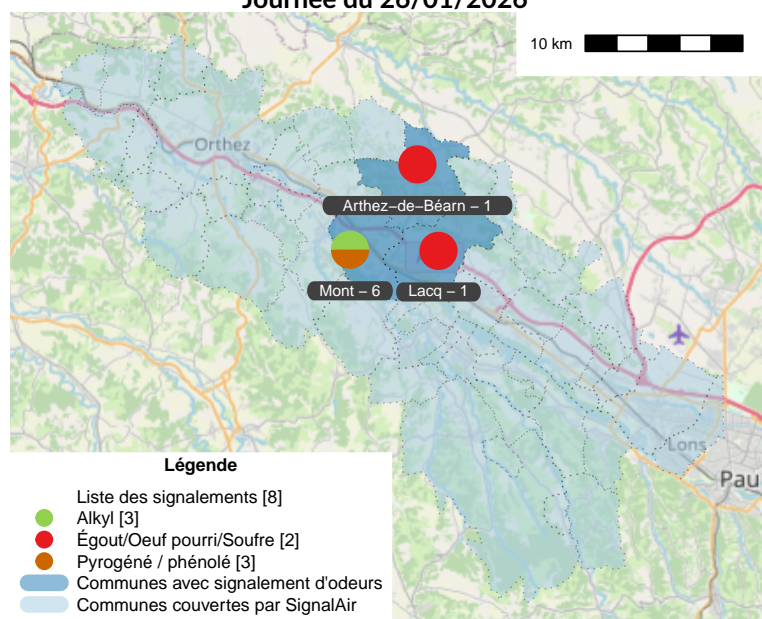 Journée du 26/01/2026
10 km
Orthez
Arthez–de–Béarn – 1
Mont – 6
Lacq – 1
Lons
Pau
Légende
Liste des signalements [8]
Alkyl [3]
Égout/Oeuf pourri/Soufre [2]
Pyrogéné / phénolé [3]
Communes avec signalement d'odeurs
Communes couvertes par SignalAir